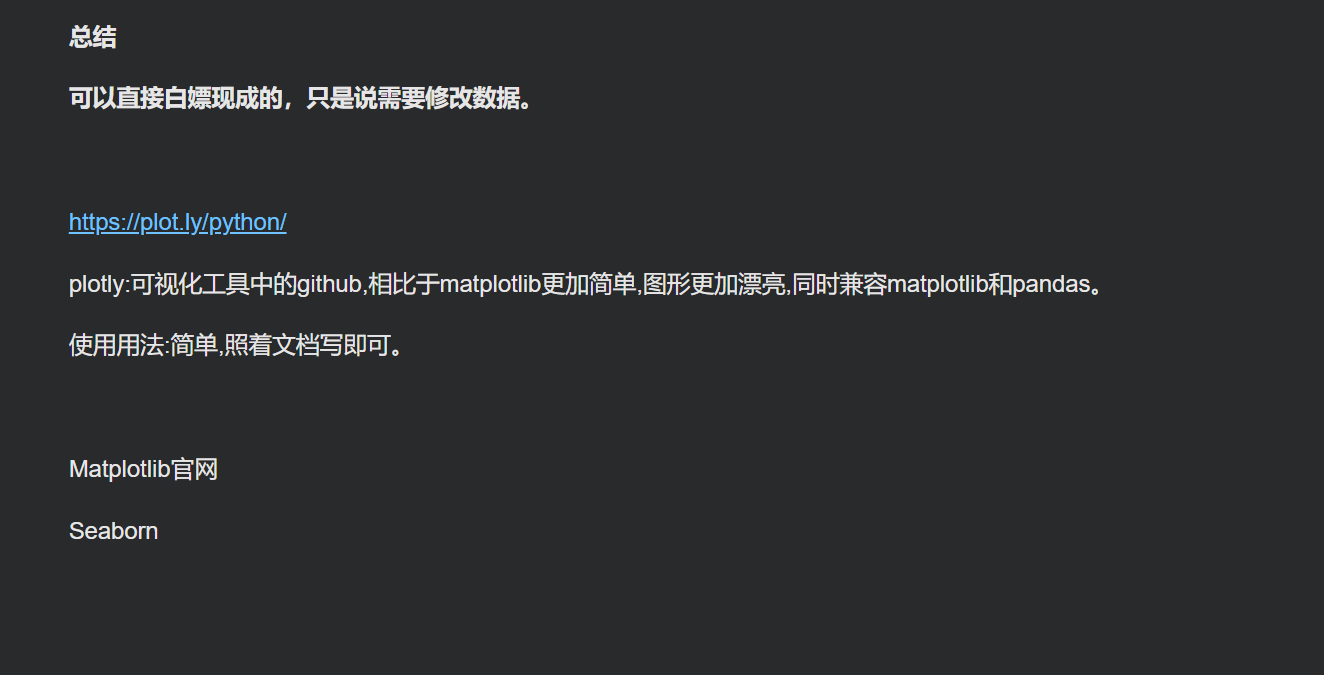 总结
可以直接白嫖现成的，只是说需要修改数据。
https://plot.ly/python/
plotly:可视化工具中的github,相比于matplotlib更加简单,图形更加漂亮,同时兼容matplotlib和pandas。
使用用法:简单,照着文档写即可。
Matplotlib官网
Seaborn